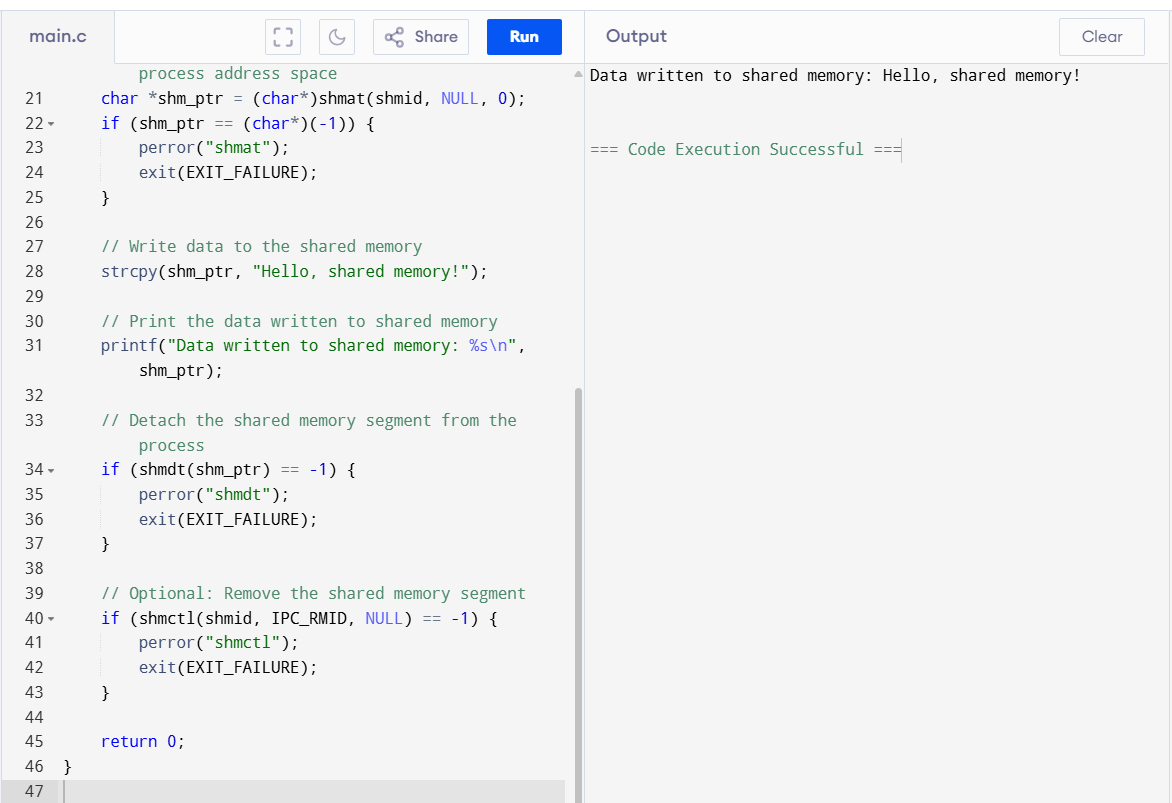 main.c
Share
Run
Output
Clear
process address space
21 char *shm_ptr = (char*)shmat(shmid, NULL, 0);
22 if (shm_ptr == (char*)(-1)) {
23 perror("shmat");
24 exit(EXIT_FAILURE);
25 }
26
27 // Write data to the shared memory
28 strcpy(shm_ptr, "Hello, shared memory!");
29
30 // Print the data written to shared memory
31 printf("Data written to shared memory: %s\n",
shm_ptr);
32
33 // Detach the shared memory segment from the
process
34 if (shmdt(shm_ptr) == -1) {
35 perror("shmdt");
36 exit(EXIT_FAILURE);
37 }
38
39 // Optional: Remove the shared memory segment
40 if (shmctl(shmid, IPC_RMID, NULL) == -1) {
41 perror("shmctl");
42 exit(EXIT_FAILURE);
43 }
44
45 return 0;
46 }
47
Data written to shared memory: Hello, shared memory!
=== Code Execution Successful ===